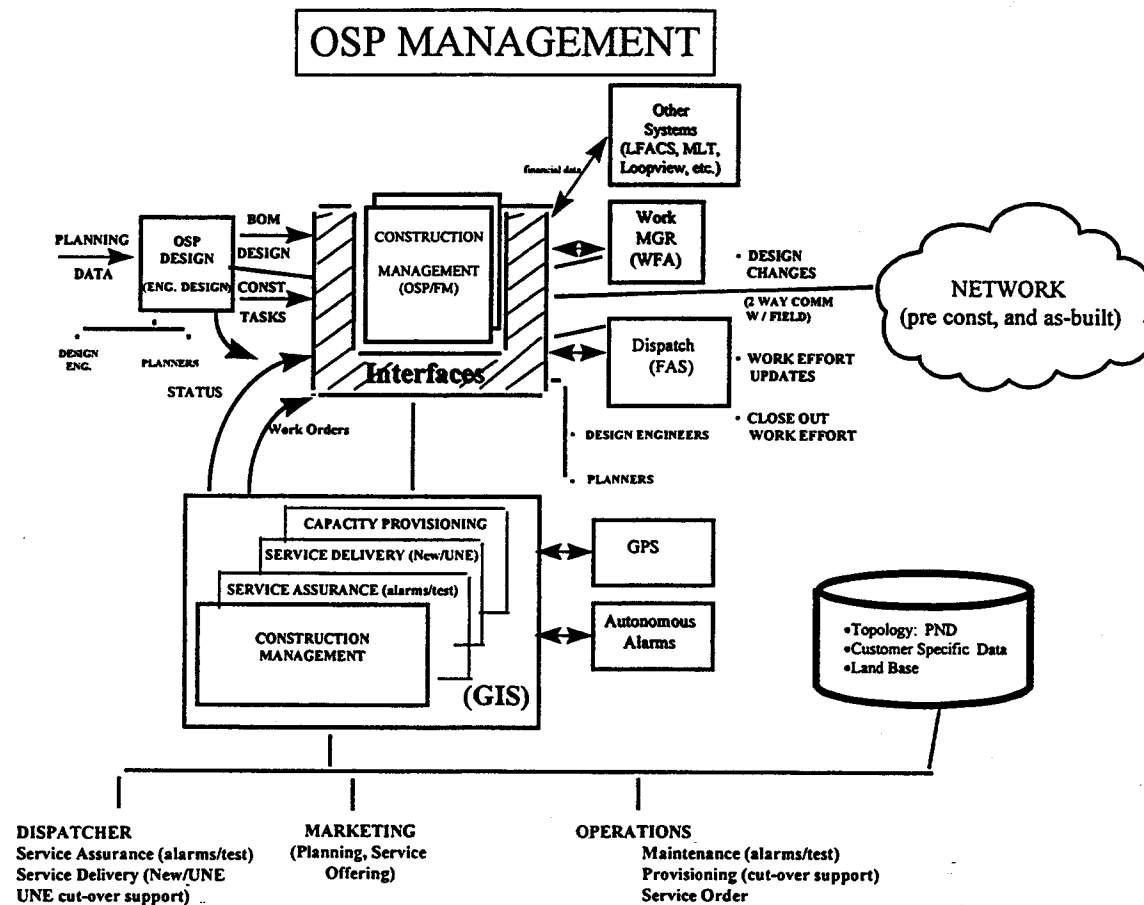 OSP MANAGEMENT
Other
Systems
(LFACS, MLT,
Loopview, etc.)
financial data
PLANNING
DATA
OSP
DESIGN
(ENG. DESIGN)
BOM
DESIGN
CONST
TASKS
CONSTRUCTION
MANAGEMENT
(OSP/FM)
Interfaces
Work
MGR
(WFA)
• DESIGN
CHANGES
(2 WAY COMM
W / FIELD)
NETWORK
(pre const, and as-built)
• DESIGN
ENG.
• PLANNERS
STATUS
Work Orders
Dispatch
(FAS)
• WORK EFFORT
UPDATES
• CLOSE OUT
WORK EFFORT
• DESIGN ENGINEERS
• PLANNERS
CAPACITY PROVISIONING
SERVICE DELIVERY (New/UNE)
SERVICE ASSURANCE (alarms/test)
CONSTRUCTION
MANAGEMENT
(GIS)
GPS
Autonomous
Alarms
•Topology: PND
•Customer Specific Data
•Land Base
DISPATCHER
Service Assurance (alarms/test)
Service Delivery (New/UNE
UNE cut-over support)
MARKETING
(Planning, Service
Offering)
OPERATIONS
Maintenance (alarms/test)
Provisioning (cut-over support)
Service Order